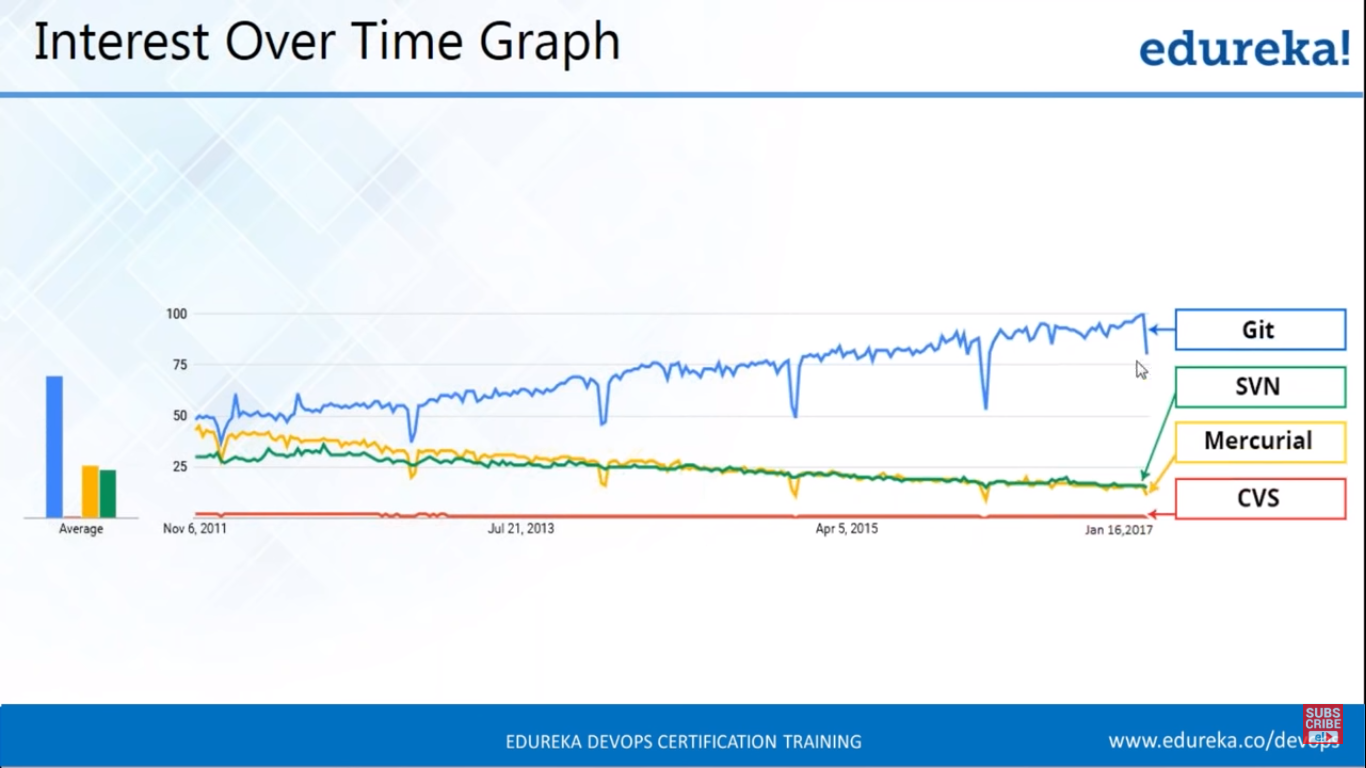 Interest Over Time Graph
edureka!
100
75
50
25
Average
Nov 6, 2011
Jul 21, 2013
Apr 5, 2015
Jan 16,2017
Git
SVN
Mercurial
CVS
EDUREKA DEVOPS CERTIFICATION TRAINING
www.edureka.co/devops
SUBS
CRIBE
e!